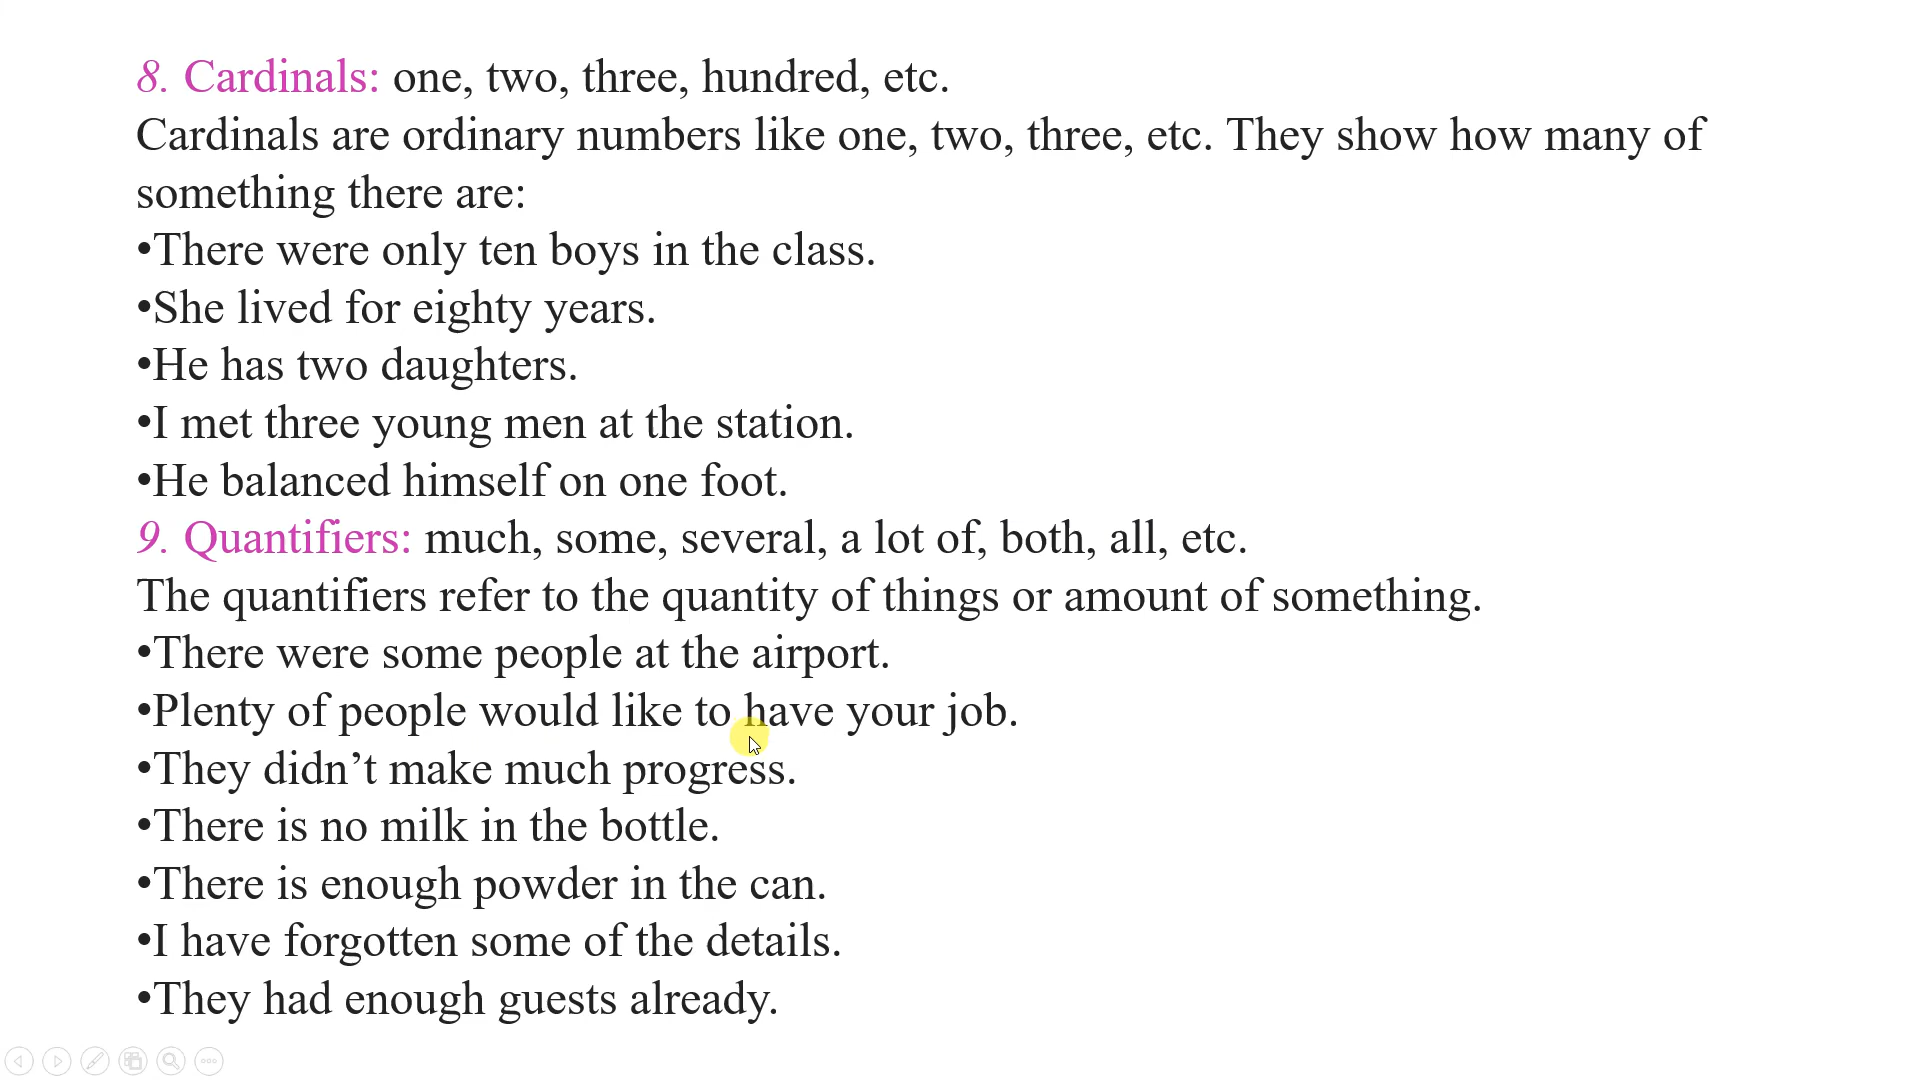 8. Cardinals: one, two, three, hundred, etc.
Cardinals are ordinary numbers like one, two, three, etc. They show how many of
something there are:
•There were only ten boys in the class.
•She lived for eighty years.
•He has two daughters.
•I met three young men at the station.
•He balanced himself on one foot.
9. Quantifiers: much, some, several, a lot of, both, all, etc.
The quantifiers refer to the quantity of things or amount of something.
•There were some people at the airport.
•Plenty of people would like to have your job.
•They didn’t make much progress.
•There is no milk in the bottle.
•There is enough powder in the can.
•I have forgotten some of the details.
•They had enough guests already.